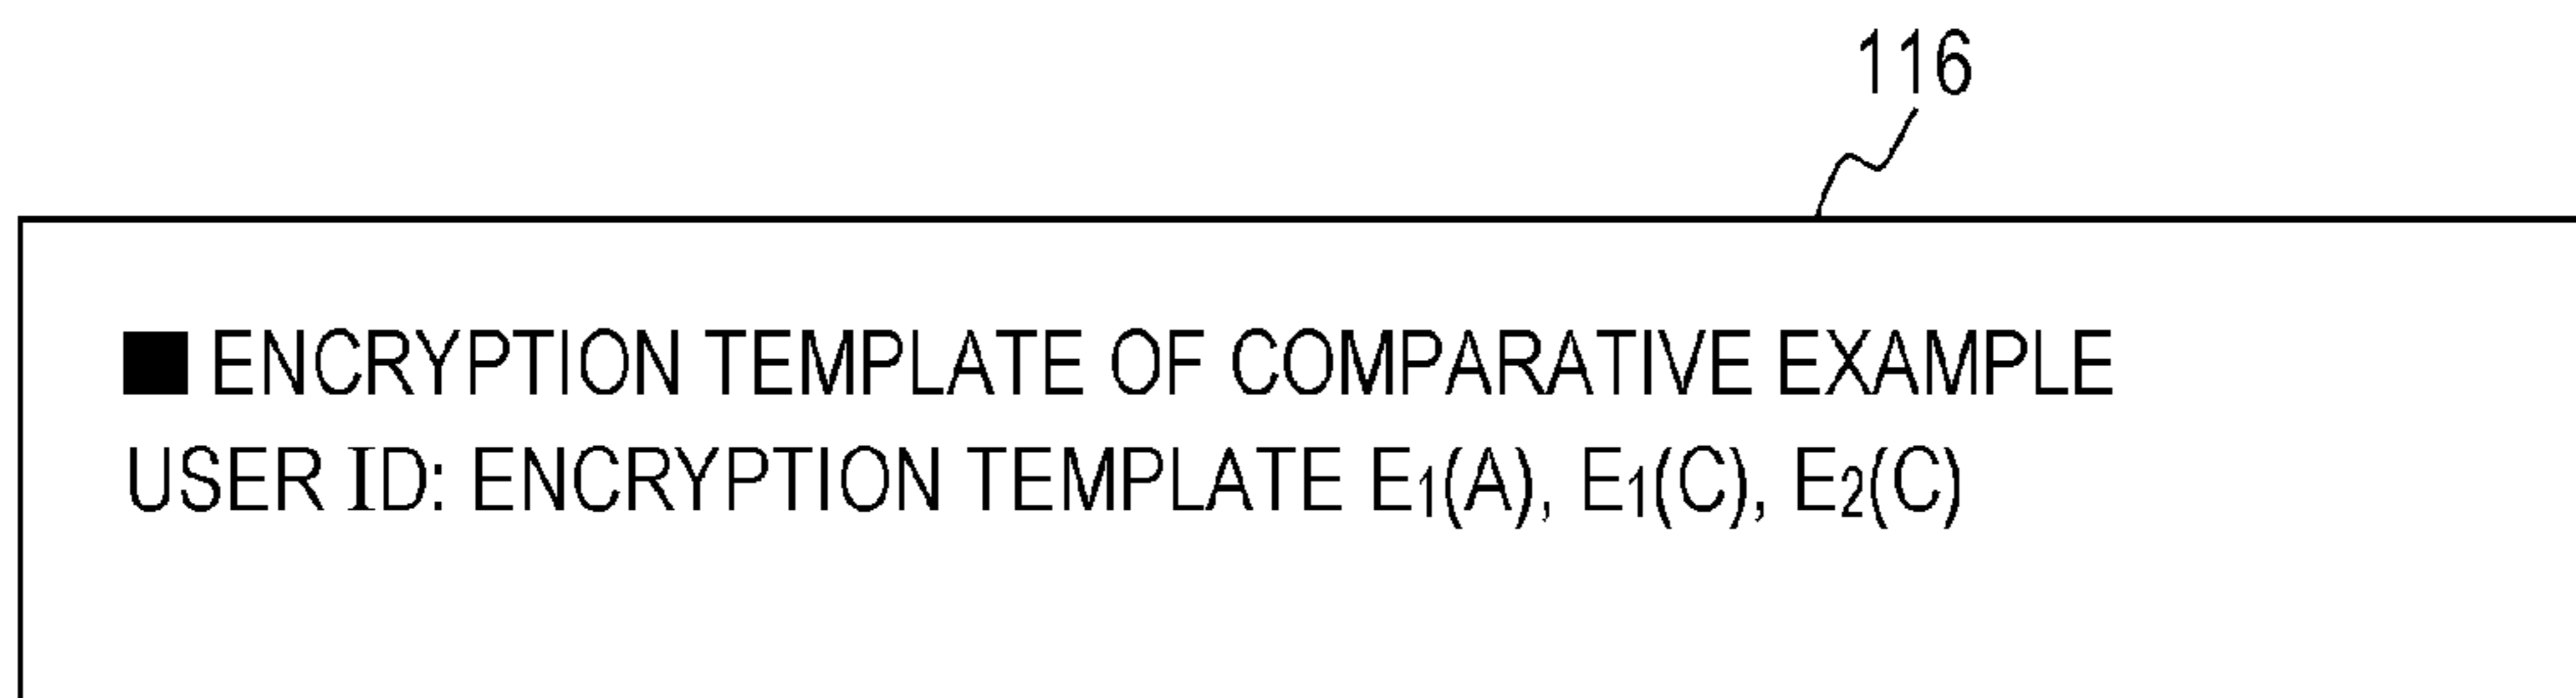 116
■ ENCRYPTION TEMPLATE OF COMPARATIVE EXAMPLE
USER ID: ENCRYPTION TEMPLATE E₁(A), E₁(C), E₂(C)